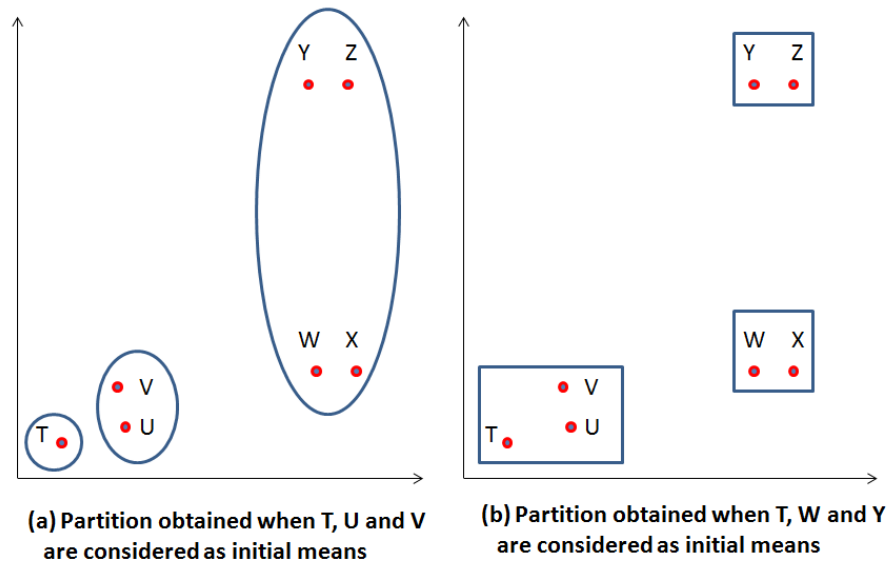 Y Z
W X
V
U
T
(a) Partition obtained when T, U and V
are considered as initial means
Y Z
W X
V
U
T
(b) Partition obtained when T, W and Y
are considered as initial means